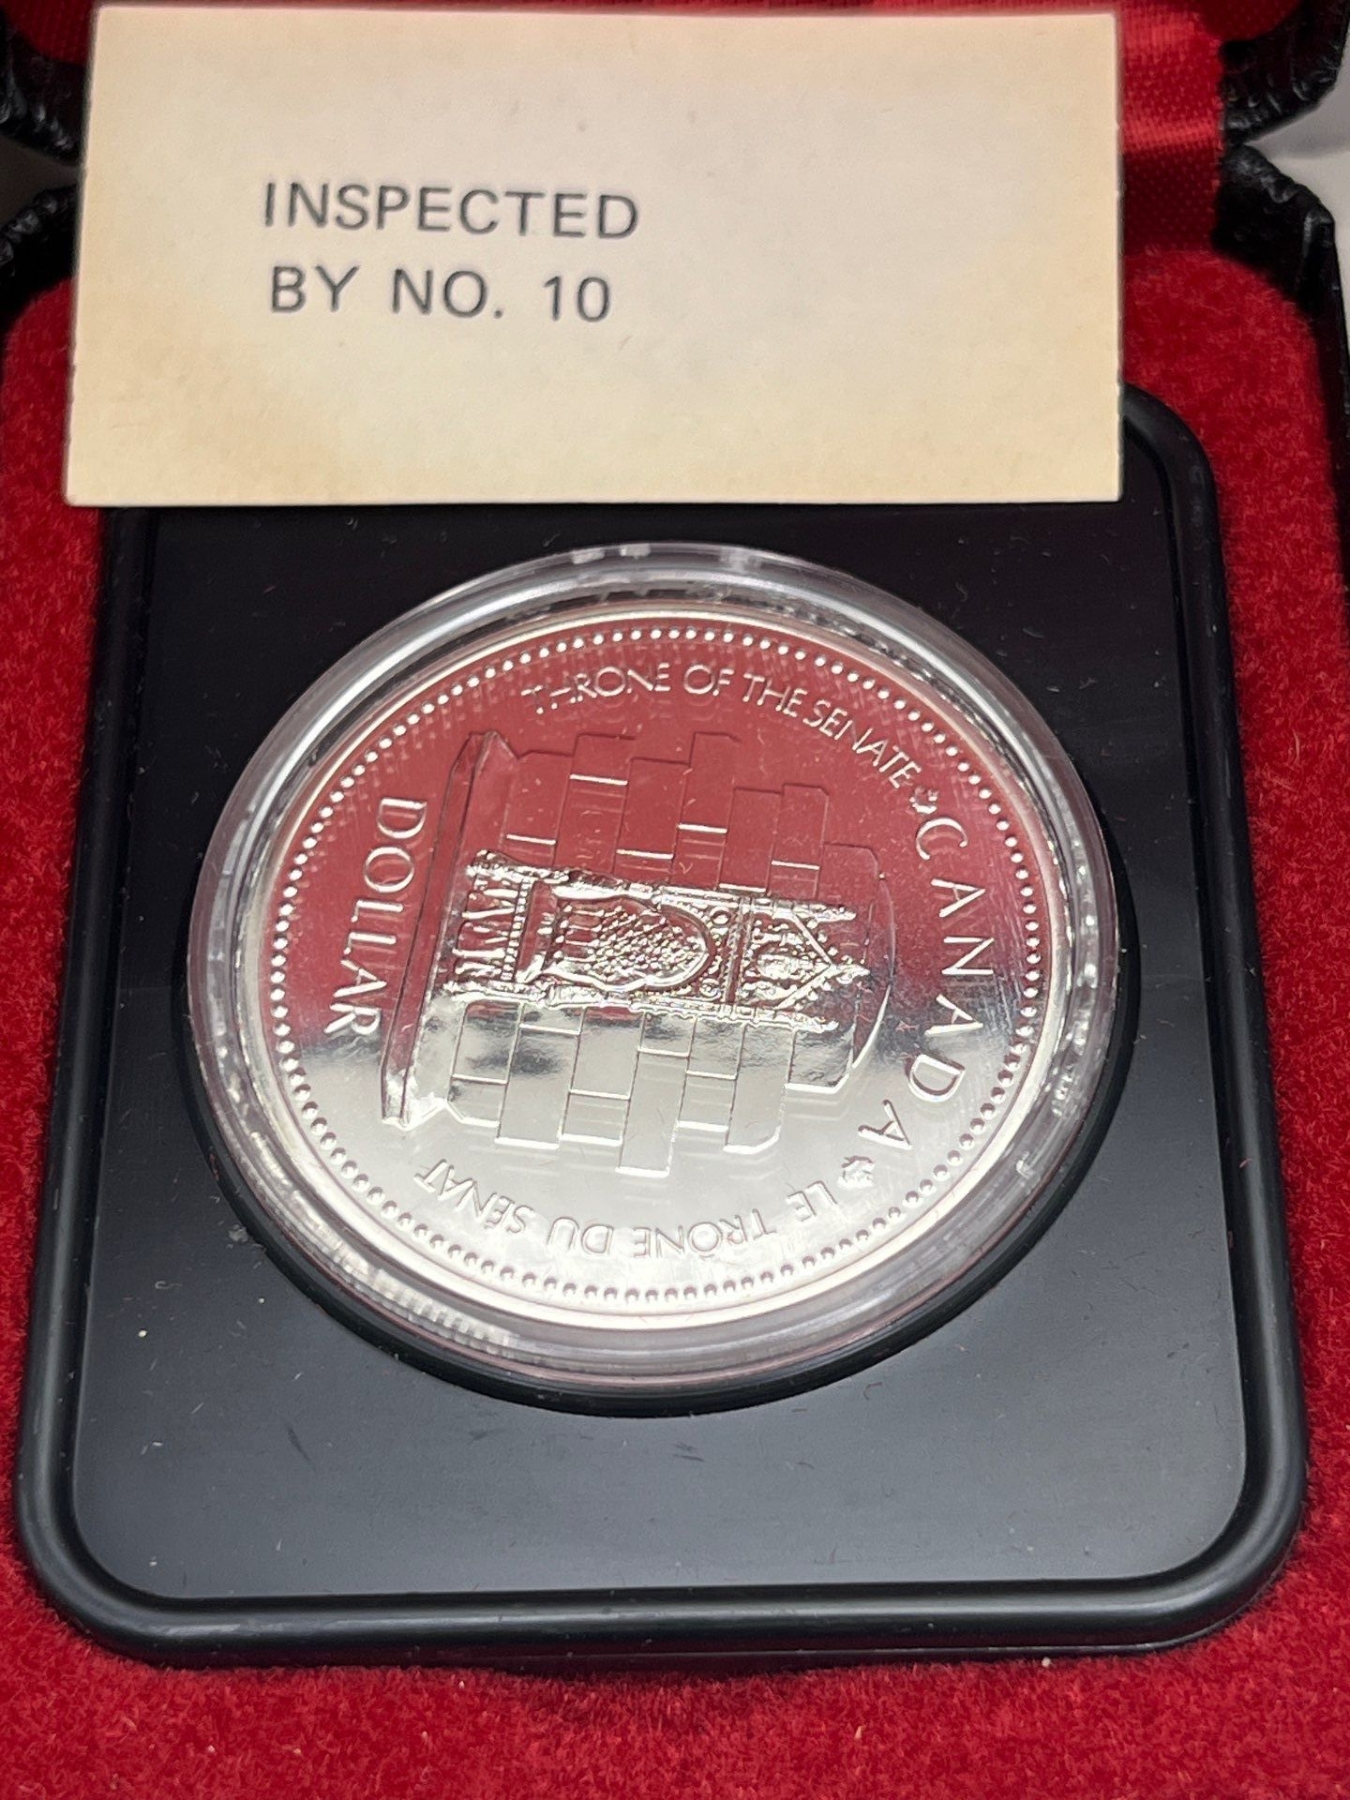 INSPECTED
BY NO. 10
THRONE OF THE SENATE
CANADA
LE TRÔNE DU SÉNAT
DOLLAR